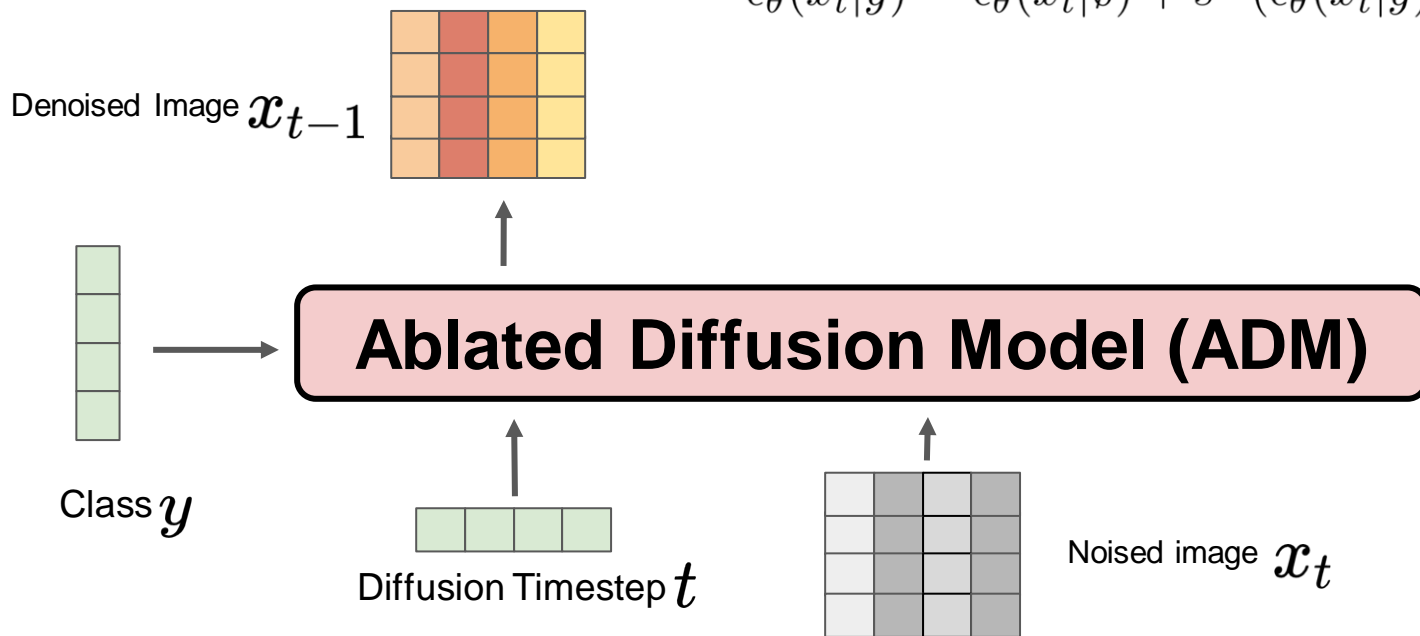 Denoised Image x_{t-1}
Ablated Diffusion Model (ADM)
Class y
Diffusion Timestep t
Noised image x_t